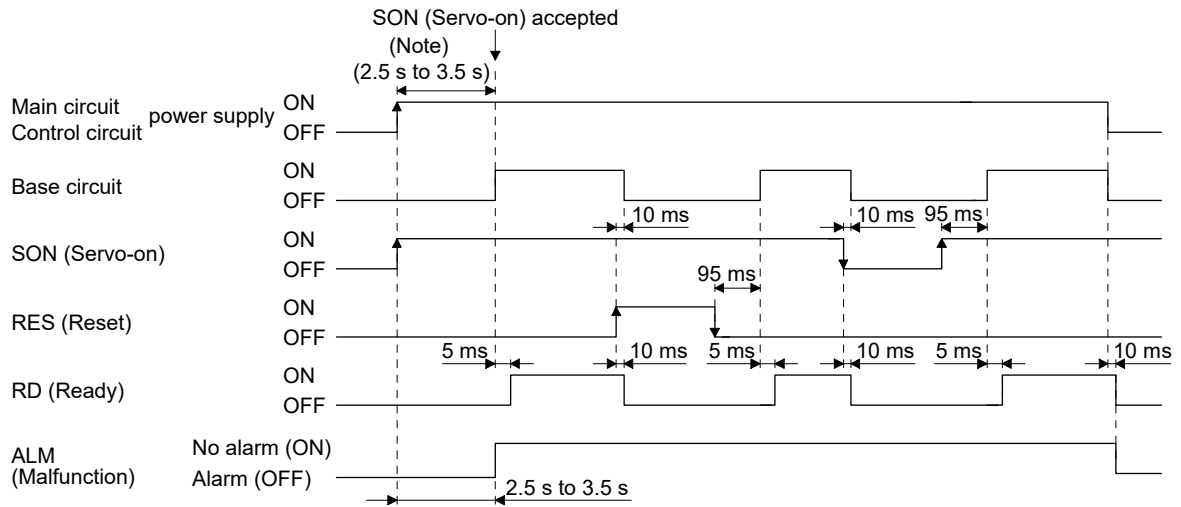 SON (Servo-on) accepted
(Note)
(2.5 s to 3.5 s)
Main circuit
Control circuit
power supply
ON
OFF
Base circuit
ON
OFF
10 ms
10 ms
95 ms
SON (Servo-on)
ON
OFF
95 ms
RES (Reset)
ON
OFF
5 ms
10 ms
5 ms
10 ms
5 ms
10 ms
RD (Ready)
ON
OFF
ALM
(Malfunction)
No alarm (ON)
Alarm (OFF)
2.5 s to 3.5 s